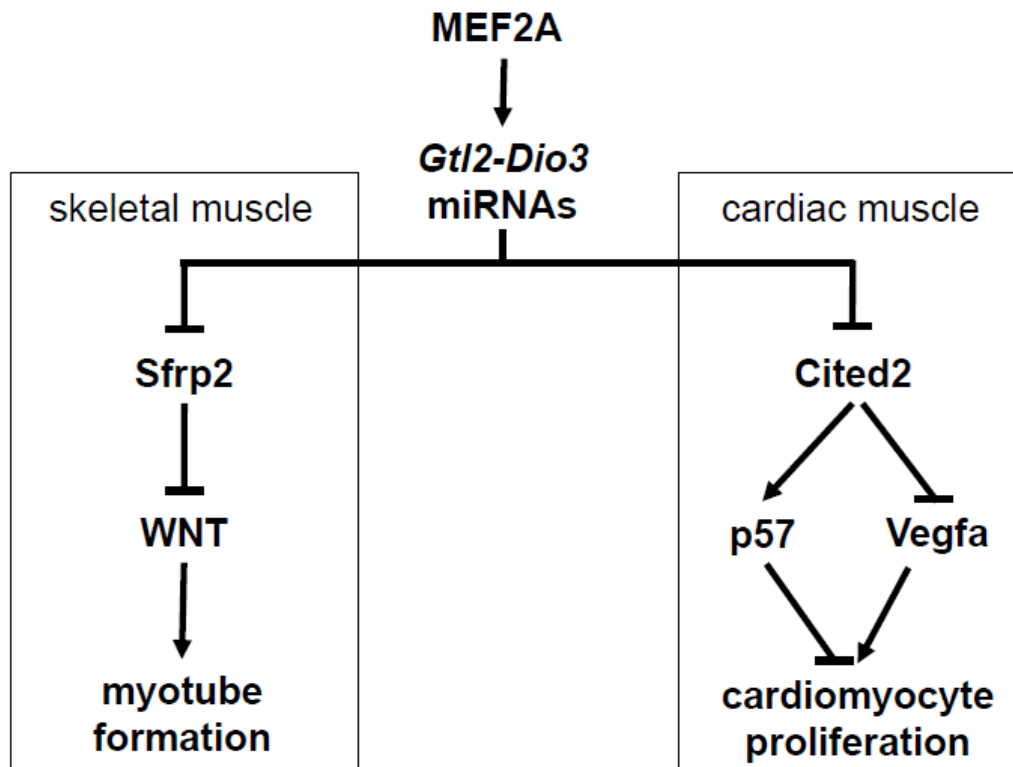 MEF2A
Gtl2-Dio3
miRNAs
skeletal muscle
cardiac muscle
Sfrp2
Cited2
WNT
p57
Vegfa
myotube
formation
cardiomyocyte
proliferation